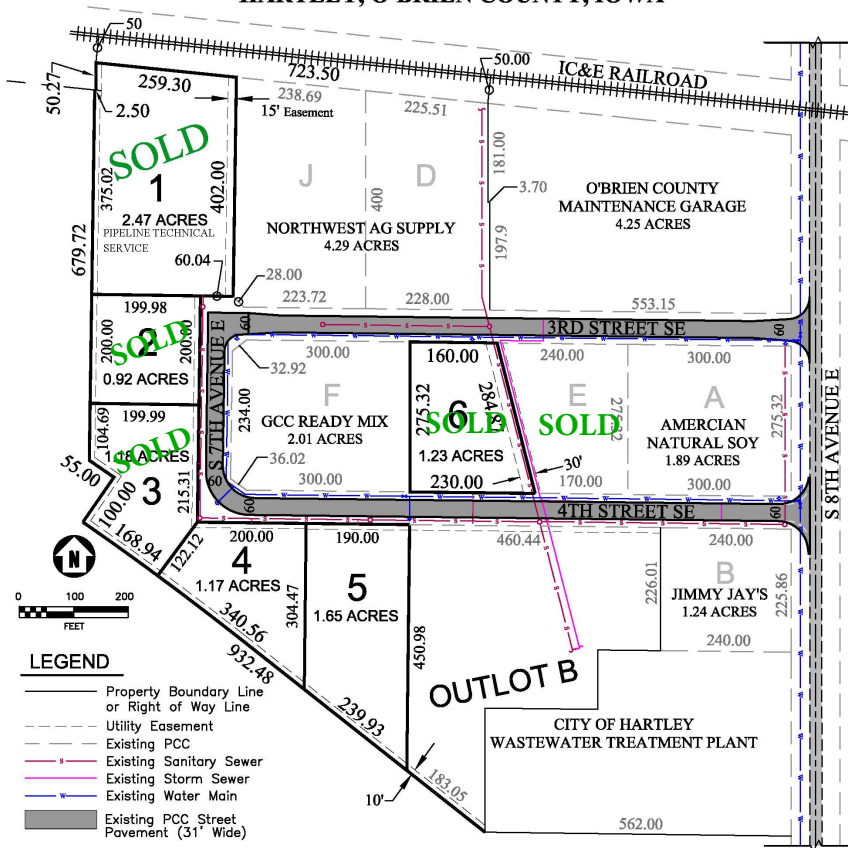 HARTLEY, O'BRIEN COUNTY, IOWA
50
259.30
723.50
50.00
IC&E RAILROAD
50.27
2.50
238.69
15' Easement
225.51
SOLD
1
375.02
402.00
2.47 ACRES
PIPELINE TECHNICAL
SERVICE
679.72
60.04
28.00
J
D
400
NORTHWEST AG SUPPLY
4.29 ACRES
181.00
3.70
197.9
O'BRIEN COUNTY
MAINTENANCE GARAGE
4.25 ACRES
223.72
228.00
553.15
199.98
200.00
200.00
2
SOLD
0.92 ACRES
3RD STREET SE
60
60
S 7TH AVENUE E
32.92
300.00
160.00
240.00
300.00
234.00
F
GCC READY MIX
2.01 ACRES
275.32
284.87
6
SOLD
1.23 ACRES
230.00
30'
E
SOLD
275.32
170.00
A
AMERCIAN
NATURAL SOY
1.89 ACRES
275.32
300.00
S 8TH AVENUE E
104.69
199.99
SOLD
1.18 ACRES
3
215.31
55.00
100.00
168.94
36.02
300.00
60
60
4TH STREET SE
60
122.12
N
200.00
190.00
460.44
240.00
4
1.17 ACRES
304.47
5
1.65 ACRES
340.56
932.48
239.93
450.98
226.01
B
JIMMY JAY'S
1.24 ACRES
225.86
240.00
OUTLOT B
CITY OF HARTLEY
WASTEWATER TREATMENT PLANT
183.05
10'
562.00
0 100 200
FEET
LEGEND
Property Boundary Line
or Right of Way Line
Utility Easement
Existing PCC
S Existing Sanitary Sewer
Existing Storm Sewer
W Existing Water Main
Existing PCC Street
Pavement (31' Wide)